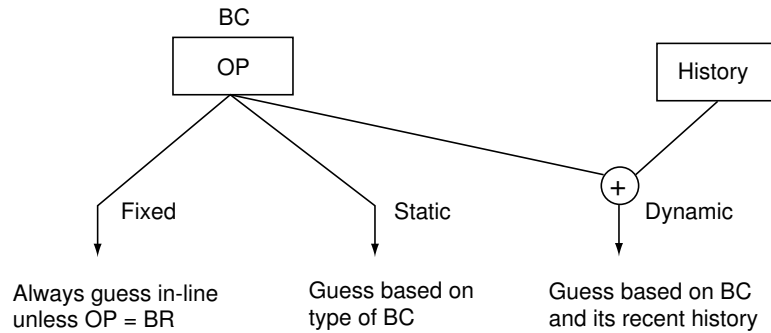 BC
OP
History
+
Fixed
Static
Dynamic
Always guess in-line
unless OP = BR
Guess based on
type of BC
Guess based on BC
and its recent history